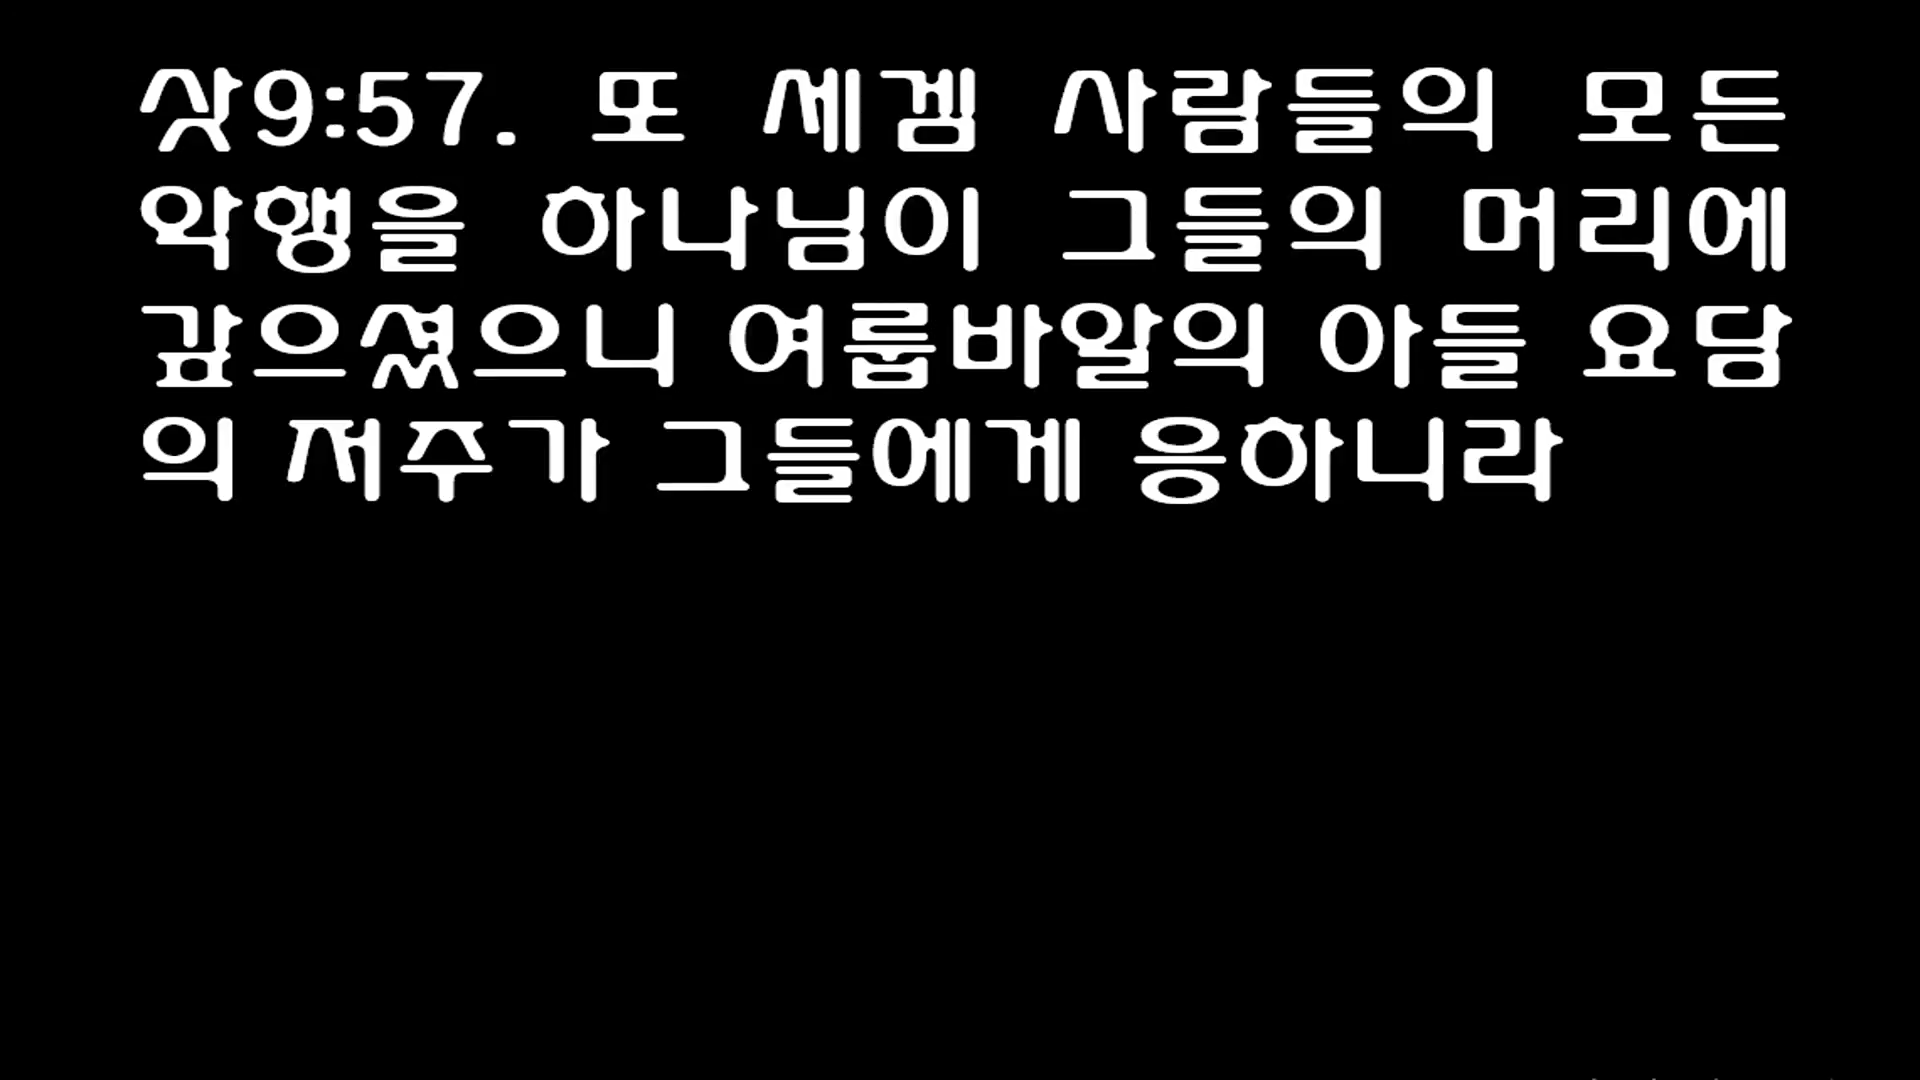 삿9:57. 또 세겜 사람들의 모든
악행을 하나님이 그들의 머리에
갚으셨으니 여룹바알의 아들 요담
의 저주가 그들에게 응하니라